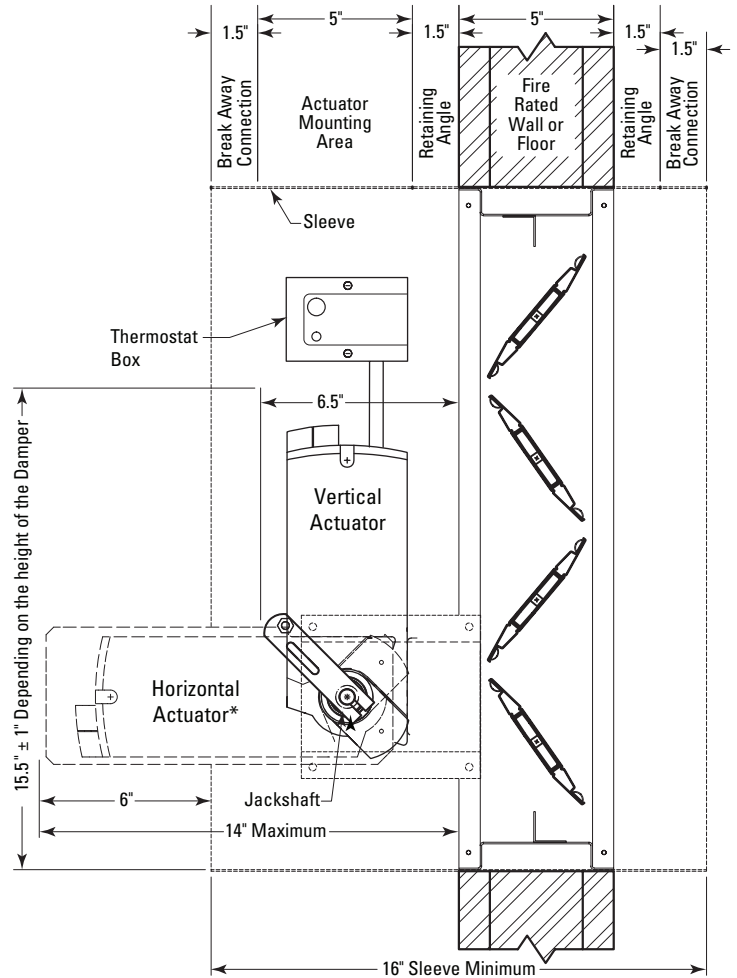 5"
5"
1.5"
1.5"
1.5"
1.5"
Break Away
Connection
Actuator
Mounting
Area
Retaining
Angle
Fire
Rated
Wall or
Floor
Retaining
Angle
Break Away
Connection
Sleeve
Thermostat
Box
6.5"
Vertical
Actuator
15.5" ± 1" Depending on the height of the Damper
Horizontal
Actuator*
6"
Jackshaft
14" Maximum
16" Sleeve Minimum